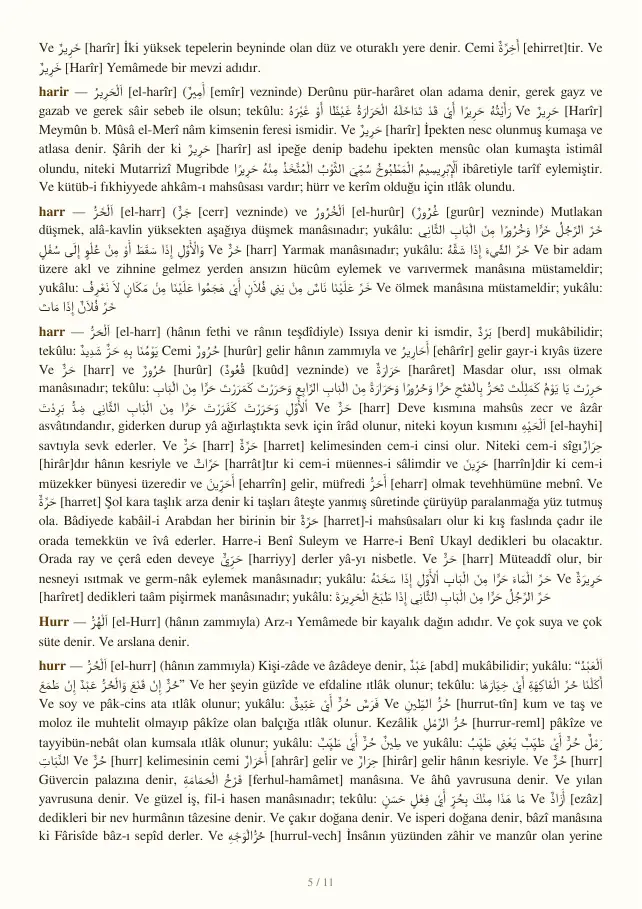 Ve خَرِيرٌ [harîr] İki yüksek tepelerin beyninde olan düz ve oturaklı yere denir. Cemi أَخِرَّةٌ [ehirret]tir. Ve
خَرِيرٌ [Harîr] Yemâmede bir mevzi adıdır.
harir — اَلْحَرِيرُ [el-harîr] (أَمِيرٌ [emîr] vezninde) Derûnu pür-harâret olan adama denir, gerek gayz ve
gazab ve gerek sâir sebeb ile olsun; tekûlu: رَأَيْتُهُ حَرِيرًا أَىْ قَدْ تَدَاخَلَهُ الْحَرَارَةُ غَيْظًا أَوْ غَيْرَهُ Ve حَرِيرٌ [Harîr]
Meymûn b. Mûsâ el-Merî nâm kimsenin feresi ismidir. Ve حَرِيرٌ [harîr] İpekten nesc olunmuş kumaşa ve
atlasa denir. Şârih der ki حَرِيرٌ [harîr] asl ipeğe denip badehu ipekten mensûc olan kumaşta istimâl
olundu, niteki Mutarrizî Mugribde اَلْإِبْرِيسِيمُ الْمَطْبُوخُ سُمِّىَ الثَّوْبُ الْمُتَّخَذُ مِنْهُ حَرِيرًا ibâretiyle tarîf eylemiştir.
Ve kütüb-i fıkhiyyede ahkâm-ı mahsûsası vardır; hürr ve kerîm olduğu için ıtlâk olundu.
harr — اَلْخَرُّ [el-harr] (جَرٌّ [cerr] vezninde) ve اَلْخُرُورُ [el-hurûr] (غُرُورٌ [gurûr] vezninde) Mutlakan
düşmek, alâ-kavlin yüksekten aşağıya düşmek manâsınadır; yukâlu: خَرَّ الرَّجُلُ خَرًّا وَخُرُورًا مِنَ الْبَابِ الثَّانِى
وَالْأَوَّلِ إِذَا سَقَطَ أَوْ مِنْ عُلْوٍ إِلَى سُفْلٍ Ve خَرٌّ [harr] Yarmak manâsınadır; yukâlu: خَرَّ الشَّىْءَ إِذَا شَقَّهُ Ve bir adam
üzere akl ve zihnine gelmez yerden ansızın hücûm eylemek ve varıvermek manâsına müstameldir;
yukâlu: خَرَّ عَلَيْنَا نَاسٌ مِنْ بَنِى فُلاَنٍ أَىْ هَجَمُوا عَلَيْنَا مِنْ مَكَانٍ لاَ نَعْرِفُ Ve ölmek manâsına müstameldir; yukâlu:
خَرَّ فُلاَنٌ إِذَا مَاتَ
harr — اَلْحَرُّ [el-harr] (hânın fethi ve rânın teşdîdiyle) Issıya denir ki ismdir, بَرْدٌ [berd] mukâbilidir;
tekûlu: يَوْمُنَا بِهِ حَرٌّ شَدِيدٌ Cemi حُرُورٌ [hurûr] gelir hânın zammıyla ve أَحَارِيرُ [ehârîr] gelir gayr-i kıyâs üzere
Ve حَرٌّ [harr] ve حُرُورٌ [hurûr] (قُعُودٌ [kuûd] vezninde) ve حَرَارَةٌ [harâret] Masdar olur, ıssı olmak
manâsınadır; tekûlu: حَرِرْتَ يَا يَوْمُ كَمَلِلْتَ تَحَرُّ بِالْفَتْحِ حَرًّا وَحُرُورًا وَحَرَارَةً مِنَ الْبَابِ الرَّابِعِ وَحَرَرْتَ كَمَرَرْتَ حَرًّا مِنَ الْبَابِ
الْأَوَّلِ وَحَرَرْتَ كَفَرَرْتَ حَرًّا مِنَ الْبَابِ الثَّانِى ضِدُّ بَرِدْتَ Ve حَرٌّ [harr] Deve kısmına mahsûs zecr ve âzâr
asvâtındandır, giderken durup yâ ağırlaştıkta sevk için îrâd olunur, niteki koyun kısmını اَلْحَيْهِ [el-hayhi]
savtıyla sevk ederler. Ve حَرٌّ [harr] حَرَّةٌ [harret] kelimesinden cem-i cinsi olur. Niteki cem-i sîgıحِرَارٌ
[hirâr]dır hânın kesriyle ve حَرَّاتٌ [harrât]tır ki cem-i müennes-i sâlimdir ve حَرِّينَ [harrîn]dir ki cem-i
müzekker bünyesi üzeredir ve أَحَرِّينَ [eharrîn] gelir, müfredi أَحَرُّ [eharr] olmak tevehhümüne mebnî. Ve
حَرَّةٌ [harret] Şol kara taşlık arza denir ki taşları âteşte yanmış sûretinde çürüyüp paralanmağa yüz tutmuş
ola. Bâdiyede kabâil-i Arabdan her birinin bir حَرَّةٌ [harret]-i mahsûsaları olur ki kış faslında çadır ile
orada temekkün ve îvâ ederler. Harre-i Benî Suleym ve Harre-i Benî Ukayl dedikleri bu olacaktır.
Orada ray ve çerâ eden deveye حَرِّيٌّ [harriyy] derler yâ-yı nisbetle. Ve حَرٌّ [harr] Müteaddî olur, bir
nesneyi ısıtmak ve germ-nâk eylemek manâsınadır; yukâlu: حَرَّ الْمَاءَ حَرًّا مِنَ الْبَابِ الْأَوَّلِ إِذَا سَخَنَهُ Ve حَرِيرَةٌ
[harîret] dedikleri taâm pişirmek manâsınadır; yukâlu: حَرَّ الرَّجُلُ حَرًّا مِنَ الْبَابِ الثَّانِى إِذَا طَبَخَ الْحَرِيرَةَ
Hurr — اَلْهُرُّ [el-Hurr] (hânın zammıyla) Arz-ı Yemâmede bir kayalık dağın adıdır. Ve çok suya ve çok
süte denir. Ve arslana denir.
hurr — اَلْحُرُّ [el-hurr] (hânın zammıyla) Kişi-zâde ve âzâdeye denir, عَبْدٌ [abd] mukâbilidir; yukâlu: “اَلْعَبْدُ
حُرٌّ إِنْ قَنَعَ وَالْحُرُّ عَبْدٌ إِنْ طَمَعَ” Ve her şeyin güzîde ve efdaline ıtlâk olunur; tekûlu: أَكَلْنَا حُرَّ الْفَاكِهَةِ أَىْ خِيَارَهَا
Ve soy ve pâk-cins ata ıtlâk olunur; yukâlu: فَرَسٌ حُرٌّ أَىْ عَتِيقٌ Ve حُرُّ الطِّينِ [hurrut-tîn] kum ve taş ve
moloz ile muhtelit olmayıp pâkîze olan balçığa ıtlâk olunur. Kezâlik حُرُّ الرَّمْلِ [hurrur-reml] pâkîze ve
tayyibün-nebât olan kumsala ıtlâk olunur; yukâlu: طِينٌ حُرٌّ أَىْ طَيِّبٌ ve yukâlu: رَمْلٌ حُرٌّ أَىْ طَيِّبٌ يَعْنِى طَيِّبُ
النَّبَاتِ Ve حُرٌّ [hurr] kelimesinin cemi أَحْرَارٌ [ahrâr] gelir ve حِرَارٌ [hirâr] gelir hânın kesriyle. Ve حُرٌّ [hurr]
Güvercin palazına denir, فَرْخُ الْحَمَامَةِ [ferhul-hamâmet] manâsına. Ve âhû yavrusuna denir. Ve yılan
yavrusuna denir. Ve güzel iş, fiil-i hasen manâsınadır; tekûlu: مَا هَذَا مِنْكَ بِحُرٍّ أَىْ بِفِعْلٍ حَسَنٍ Ve أَزَاذٌ [ezâz]
dedikleri bir nev hurmânın tâzesine denir. Ve çakır doğana denir. Ve isperi doğana denir, bâzî manâsına
ki Fârisîde bâz-ı sepîd derler. Ve حُرُّالْوَجْهِ [hurrul-vech] İnsânın yüzünden zâhir ve manzûr olan yerine
5 / 11